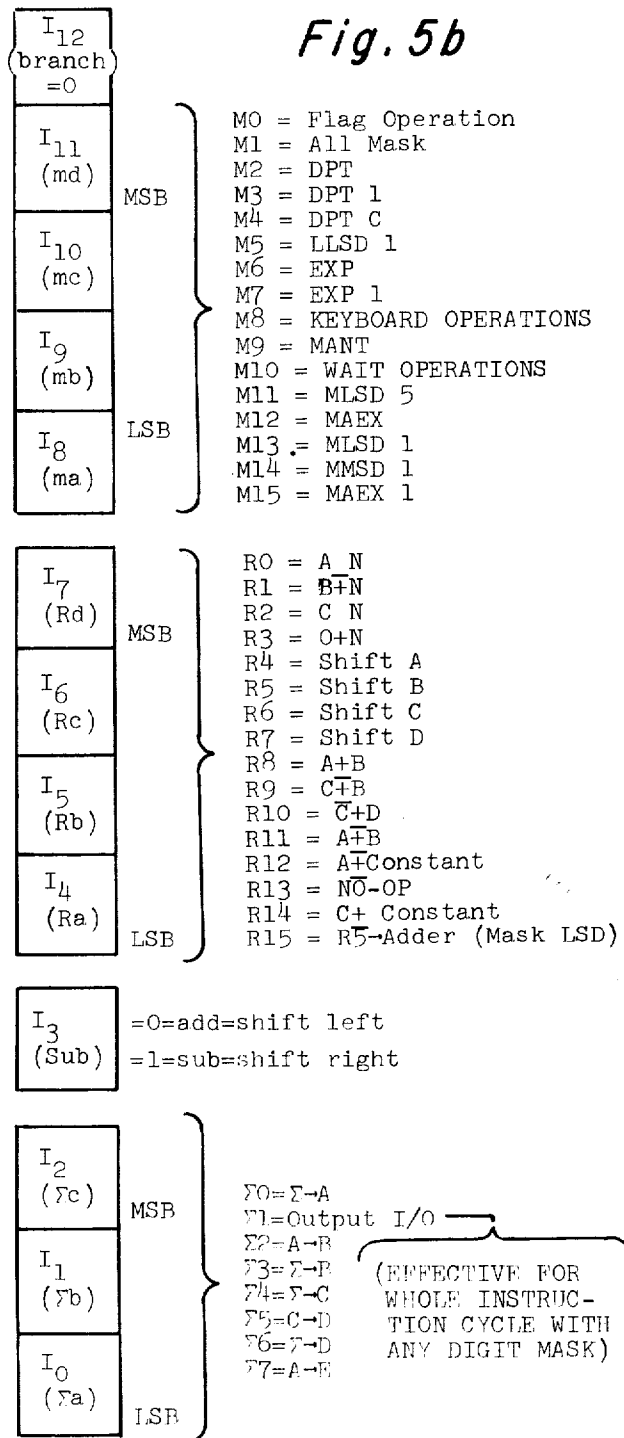 Fig. 5b
I12
(branch)
=0
I11
(md)
MSB
I10
(mc)
I9
(mb)
LSB
I8
(ma)
M0 = Flag Operation
M1 = All Mask
M2 = DPT
M3 = DPT 1
M4 = DPT C
M5 = LLSD 1
M6 = EXP
M7 = EXP 1
M8 = KEYBOARD OPERATIONS
M9 = MANT
M10 = WAIT OPERATIONS
M11 = MLSD 5
M12 = MAEX
M13 = MLSD 1
M14 = MMSD 1
M15 = MAEX 1
I7
(Rd)
MSB
I6
(Rc)
I5
(Rb)
I4
(Ra)
LSB
R0 = A N
R1 = B+N
R2 = C N
R3 = 0+N
R4 = Shift A
R5 = Shift B
R6 = Shift C
R7 = Shift D
R8 = A+B
R9 = C+B
R10 = C+D
R11 = A+B
R12 = A+Constant
R13 = NO-OP
R14 = C+ Constant
R15 = R5→Adder (Mask LSD)
I3
(Sub)
=0=add=shift left
=1=sub=shift right
I2
(Σc)
MSB
I1
(Σb)
I0
(Σa)
LSB
Σ0=Σ→A
Σ1=Output I/O
Σ2=A→B
Σ3=Σ→B
Σ4=Σ→C
Σ5=C→D
Σ6=Σ→D
Σ7=A→E
(EFFECTIVE FOR
WHOLE INSTRUC-
TION CYCLE WITH
ANY DIGIT MASK)